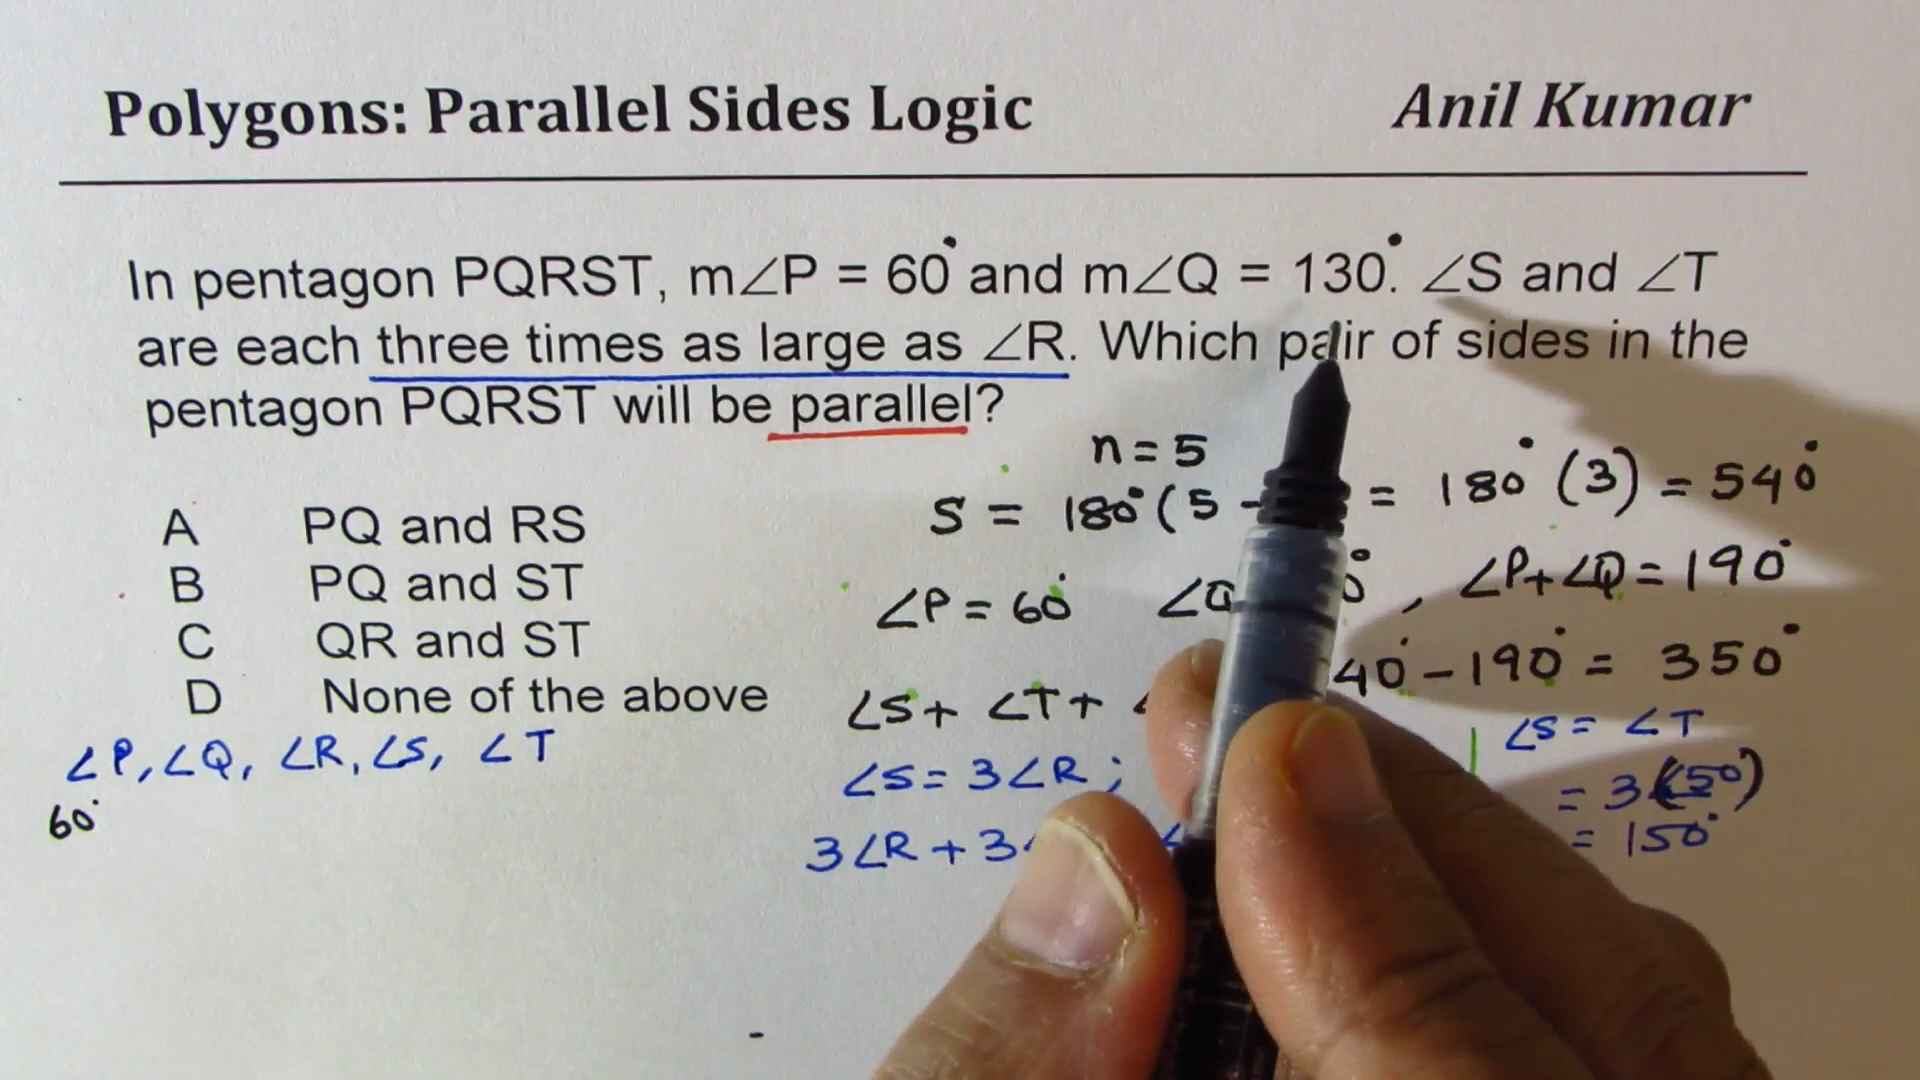 Polygons: Parallel Sides Logic Anil Kumar
In pentagon PQRST, m∠P = 60° and m∠Q = 130°. ∠S and ∠T
are each three times as large as ∠R. Which pair of sides in the
pentagon PQRST will be parallel?
A PQ and RS
B PQ and ST
C QR and ST
D None of the above
∠P, ∠Q, ∠R, ∠S, ∠T
60°
n = 5
S = 180° (5 - = 180° (3) = 540°
∠P = 60° , ∠P + ∠Q = 190°
∠S + ∠T + 40° - 190° = 350°
∠S = 3∠R ;
3∠R + 3
∠S = ∠T
= 3 (50°)
= 150°